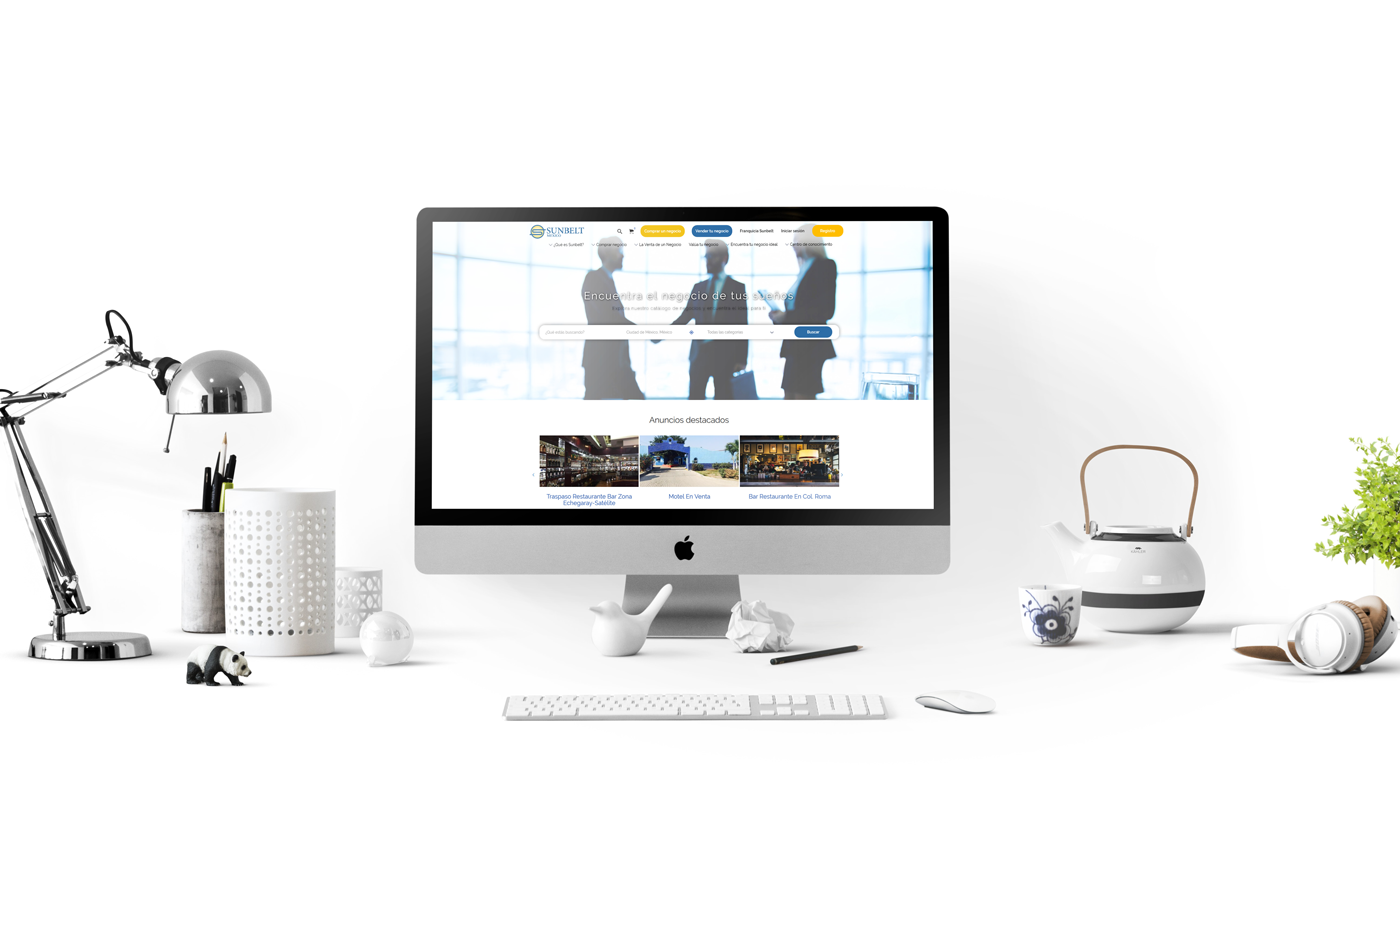 SUNBELT
MÉXICO
Comprar un negocio
Vender tu negocio
Franquicia Sunbelt
Iniciar sesión
Registro
¿Qué es Sunbelt?
Comprar negocio
La Venta de un Negocio
Valúa tu negocio
Encuentra tu negocio ideal
Centro de conocimiento
Encuentra el negocio de tus sueños
¿Qué estás buscando?
Ciudad de México, México
Todas las categorías
Buscar
Anuncios destacados
Traspaso Restaurante Bar Zona
Echegaray-Satélite
Motel En Venta
Bar Restaurante En Col. Roma